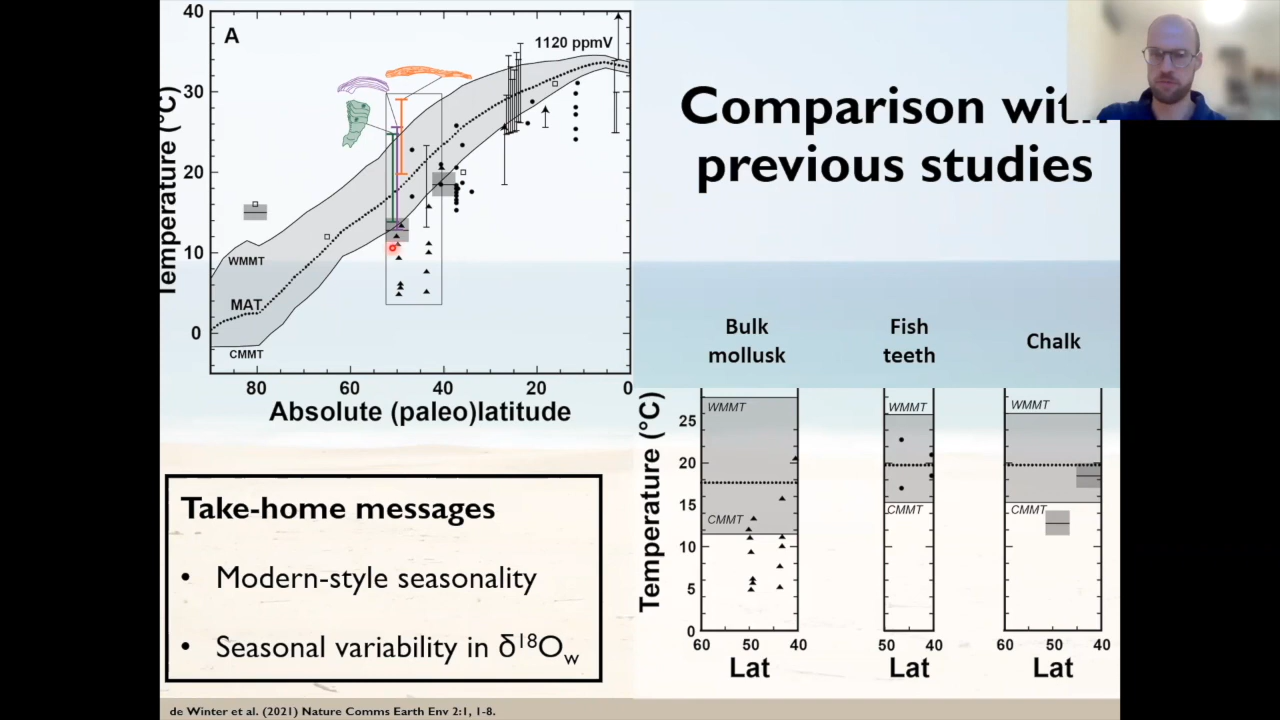 A
1120 ppmV
40
30
20
10
0
Temperature (°C)
WMMT
MAT
CMMT
80 60 40 20 0
Absolute (paleo)latitude
Comparison with
previous studies
Bulk
mollusk
Fish
teeth
Chalk
Temperature (°C)
25
20
15
10
5
0
WMMT
CMMT
60 50 40
Lat
WMMT
CMMT
50 40
Lat
WMMT
CMMT
60 50 40
Lat
Take-home messages
• Modern-style seasonality
• Seasonal variability in δ¹⁸Ow
de Winter et al. (2021) Nature Comms Earth Env 2:1, 1-8.